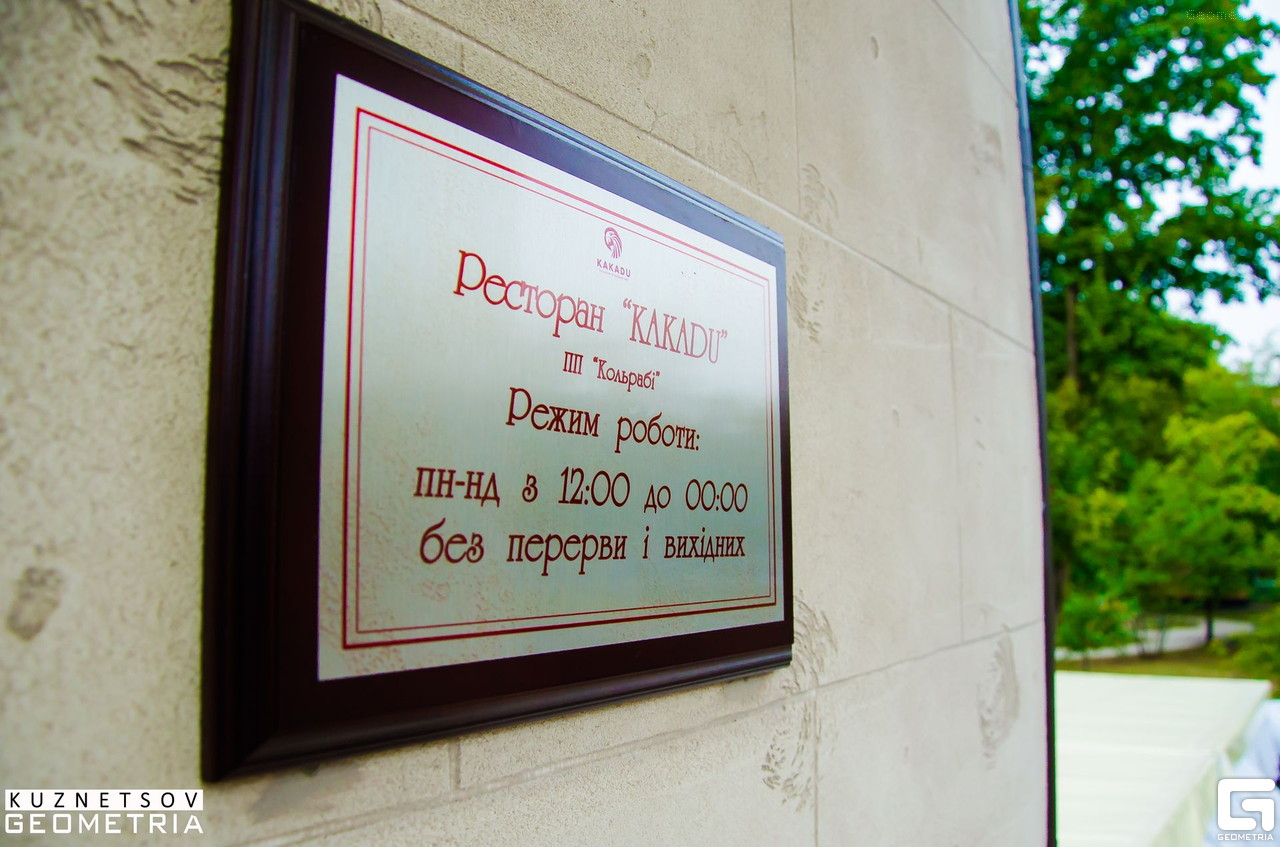 KAKADU
Ресторан “KAKADU”
ПП “Кольрабі”
Режим роботи:
пн-нд з 12:00 до 00:00
без перерви і вихідних
KUZNETSOV
GEOMETRIA
GEOMETRIA